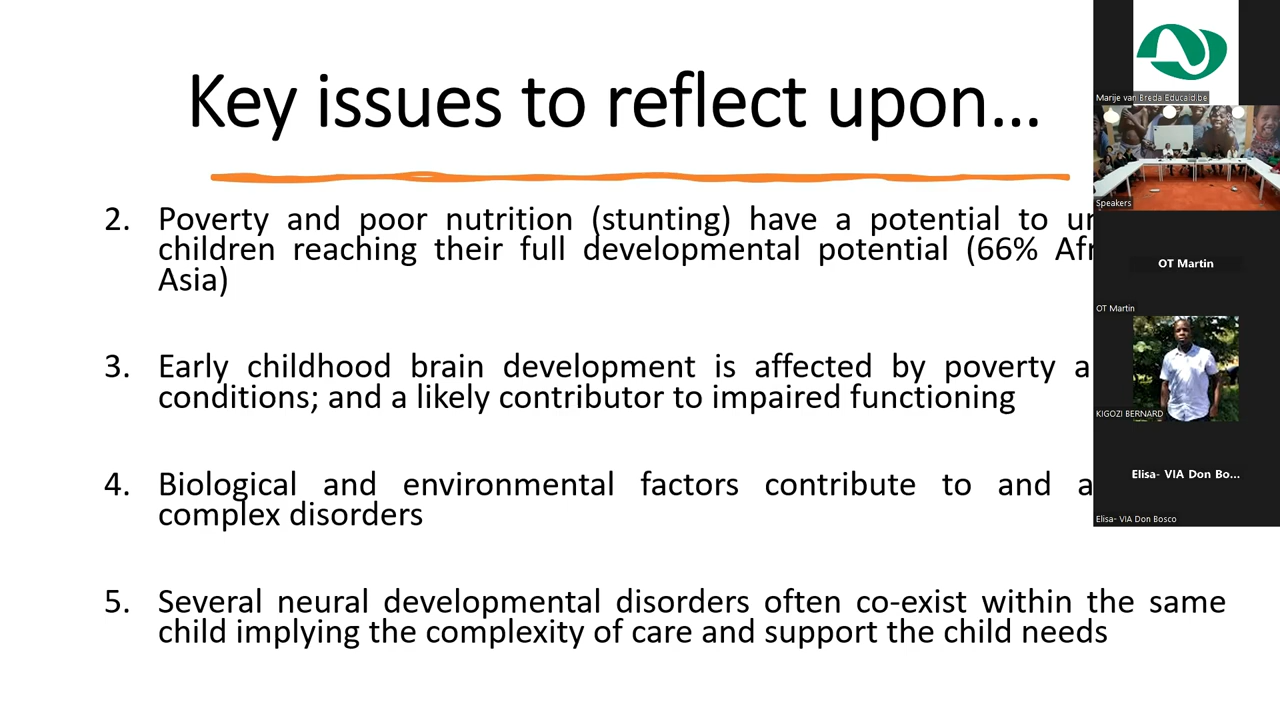 Key issues to reflect upon...
2. Poverty and poor nutrition (stunting) have a potential to
children reaching their full developmental potential (66%
Asia)
3. Early childhood brain development is affected by poverty
conditions; and a likely contributor to impaired functioning
4. Biological and environmental factors contribute to and
complex disorders
5. Several neural developmental disorders often co-exist within the same
child implying the complexity of care and support the child needs
Marije van Breda Educaid.be
Speakers
OT Martin
OT Martin
KIGOZI BERNARD
Elisa- VIA Don Bo...
Elisa- VIA Don Bosco